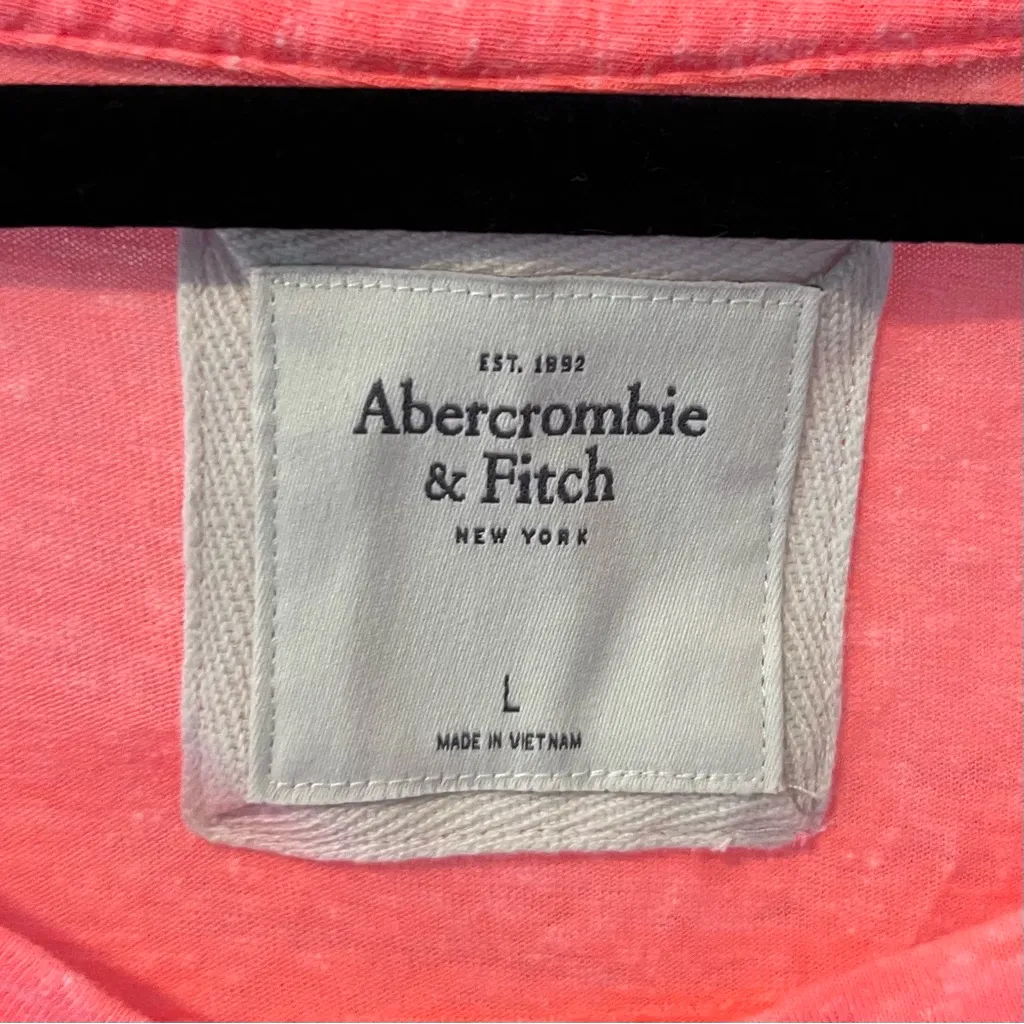 EST. 1892
Abercrombie
& Fitch
NEW YORK
L
MADE IN VIETNAM